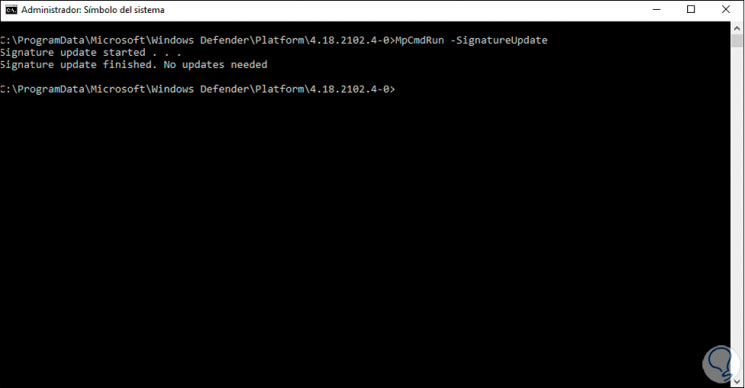 Administrador: Símbolo del sistema
C:\ProgramData\Microsoft\Windows Defender\Platform\4.18.2102.4-0>MpCmdRun -SignatureUpdate
Signature update started . . .
Signature update finished. No updates needed
C:\ProgramData\Microsoft\Windows Defender\Platform\4.18.2102.4-0>